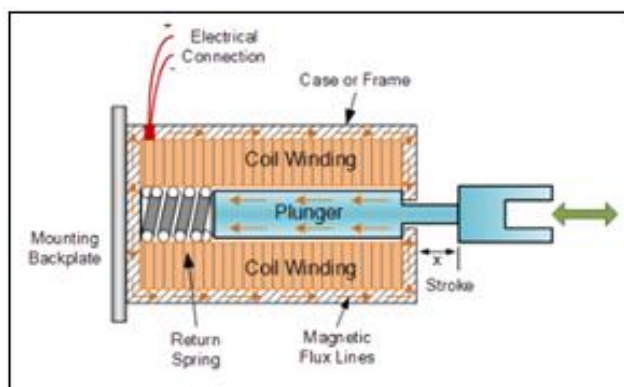 +
Electrical
Connection
-
Case or Frame
Coil Winding
Plunger
Mounting
Backplate
Coil Winding
x
Stroke
Return
Spring
Magnetic
Flux Lines